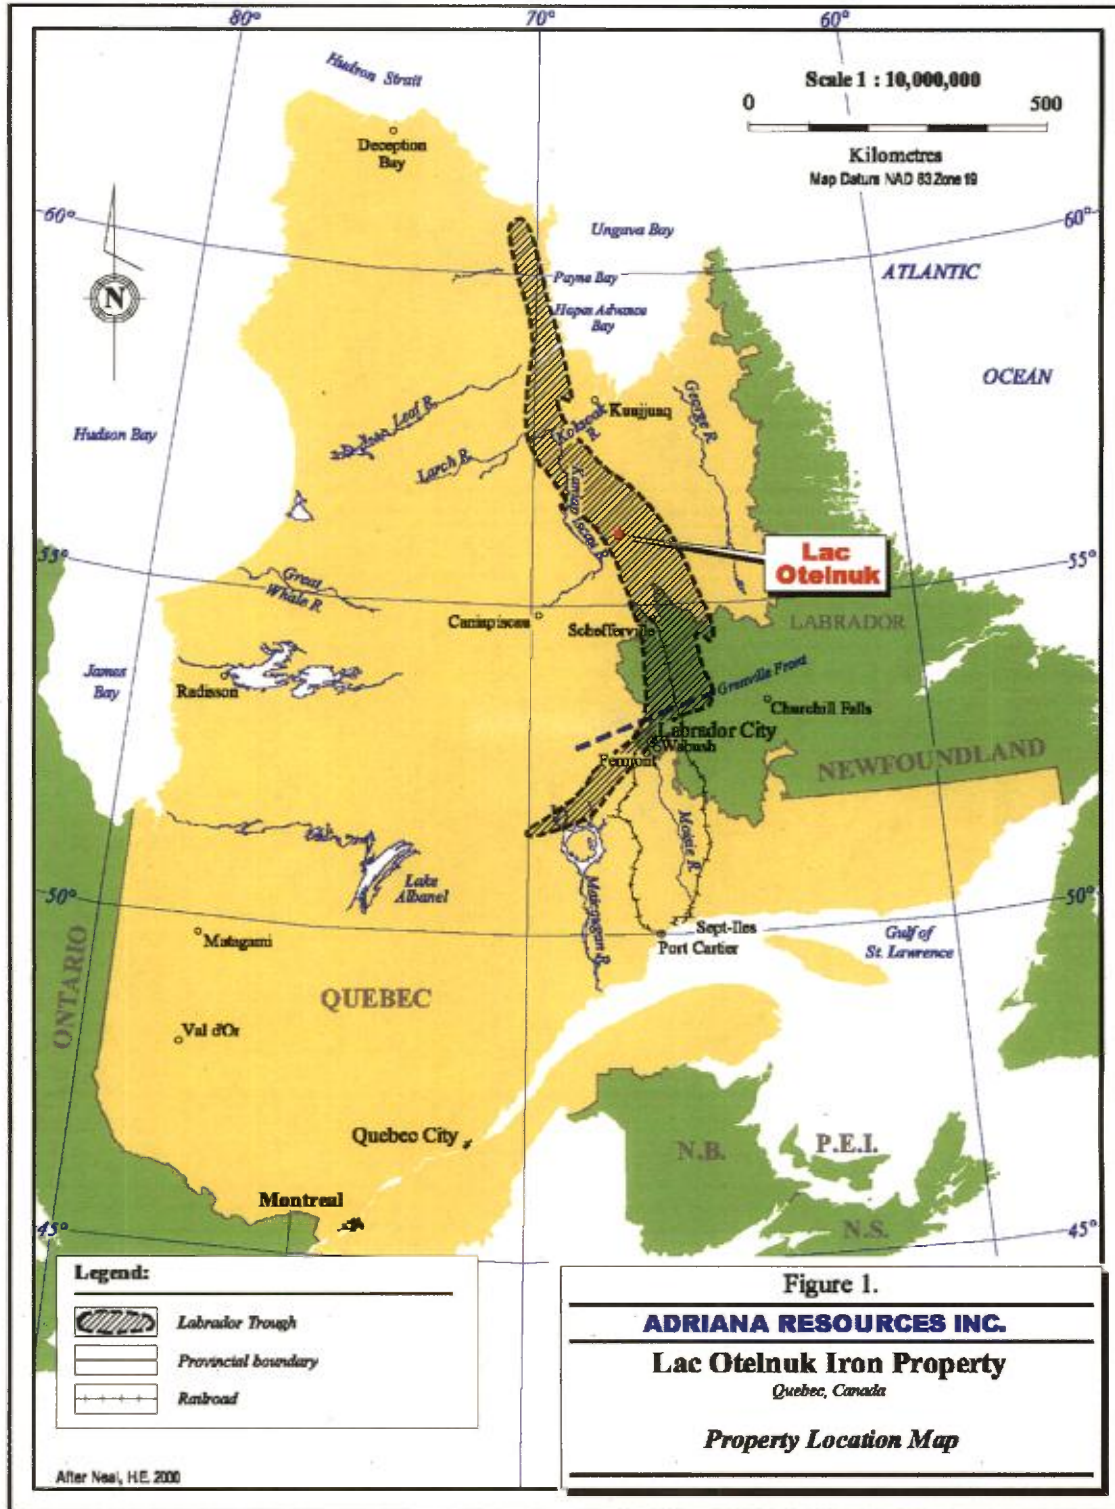 80°
70°
60°
Hudron Strait
Scale 1 : 10,000,000
0
500
Kilometres
Map Datum NAD 83 Zone 19
Deception
Bay
60°
60°
N
Ungava Bay
ATLANTIC
Payne Bay
Hopes Advance
Bay
OCEAN
Leaf R.
Kuujjuaq
George R.
Hudson Bay
Koksoak
R.
Larch R.
55°
55°
Lac
Otelnuk
Great
Whale R.
Caniapiscau
Schefferville
LABRADOR
James
Bay
Radisson
Grenville Front
Churchill Falls
Labrador City
Wabush
Fermont
NEWFOUNDLAND
Moisie R.
Lake
Albanel
50°
50°
Manicouagan R.
Sept-Iles
Port Cartier
Gulf of
St. Lawrence
Matagami
ONTARIO
QUEBEC
Val d'Or
Quebec City
N.B.
P.E.I.
Montreal
N.S.
45°
45°
Legend:
Labrador Trough
Provincial boundary
Railroad
After Neal, H.E. 2000
Figure 1.
ADRIANA RESOURCES INC.
Lac Otelnuk Iron Property
Quebec, Canada
Property Location Map